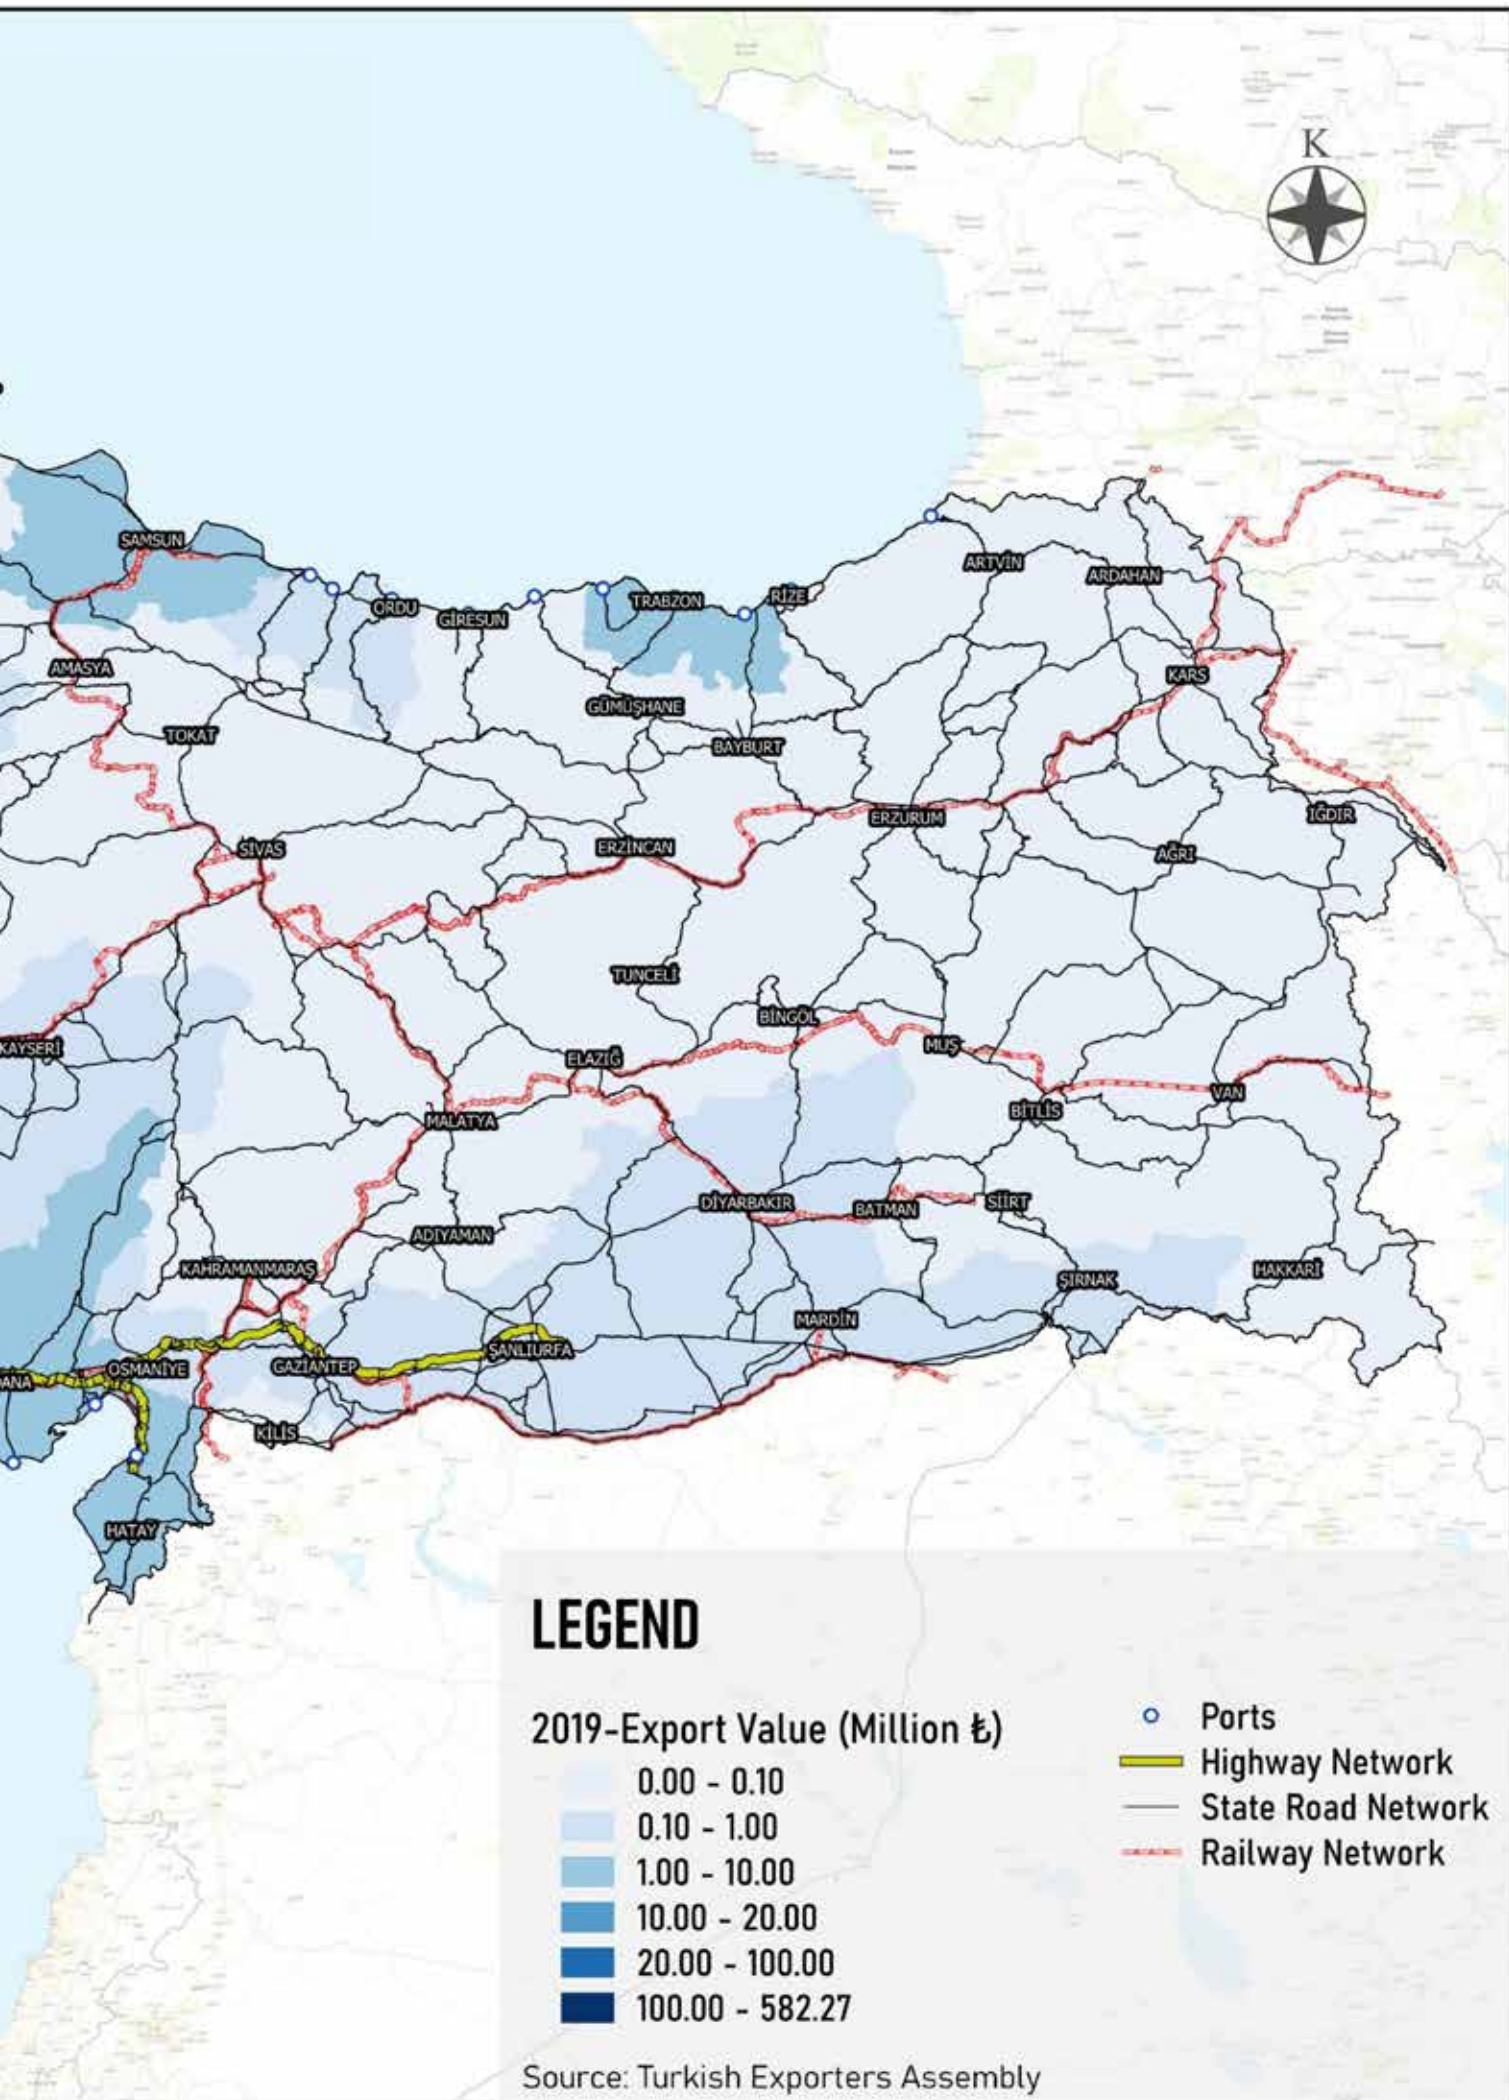 K
SAMSUN
ORDU
GİRESUN
TRABZON
RİZE
ARTVİN
ARDAHAN
AMASYA
KARS
GÜMÜŞHANE
TOKAT
BAYBURT
IĞDIR
ERZURUM
SİVAS
ERZİNCAN
AĞRI
TUNCELİ
BİNGÖL
KAYSERİ
MUŞ
ELAZIĞ
VAN
MALATYA
BİTLİS
DİYARBAKIR
BATMAN
SİİRT
ADIYAMAN
KAHRAMANMARAŞ
ŞIRNAK
HAKKARİ
MARDİN
ŞANLIURFA
OSMANİYE
GAZİANTEP
ANA
KİLİS
HATAY
LEGEND
2019-Export Value (Million ₺)
0.00 - 0.10
0.10 - 1.00
1.00 - 10.00
10.00 - 20.00
20.00 - 100.00
100.00 - 582.27
Ports
Highway Network
State Road Network
Railway Network
Source: Turkish Exporters Assembly